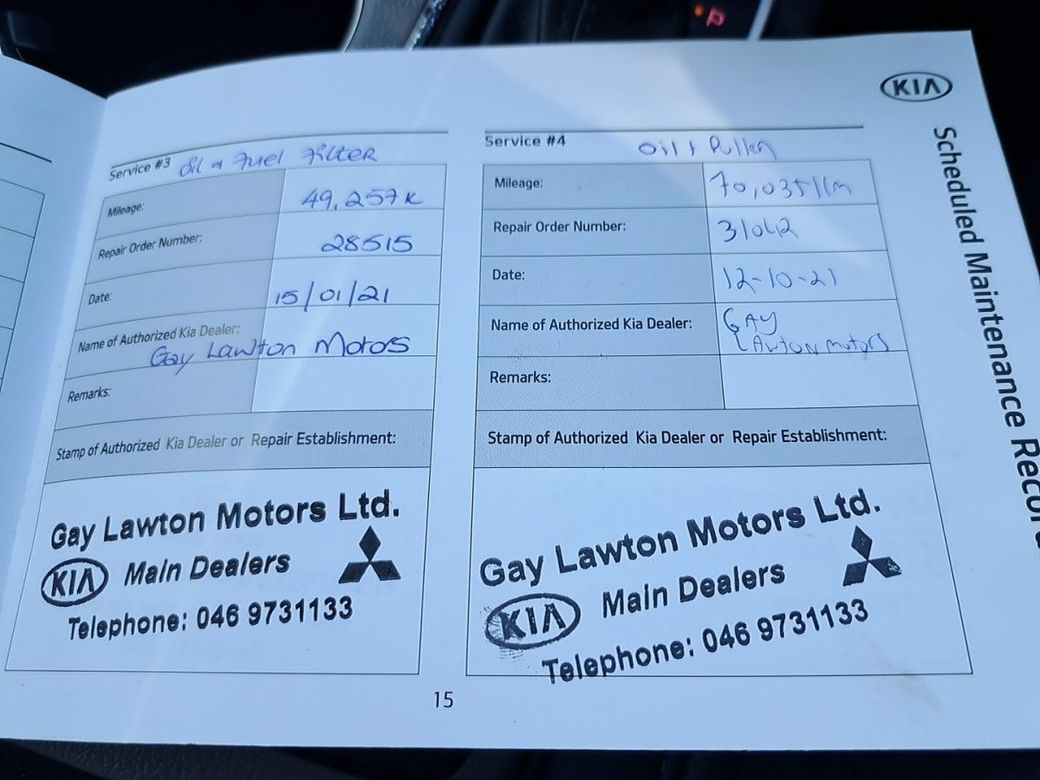 KIA
Scheduled Maintenance Record
Service #3 Oil & Fuel Filter
Mileage: 49,257K
Repair Order Number: 28515
Date: 15/01/21
Name of Authorized Kia Dealer:
Gay Lawton Motors
Remarks:
Stamp of Authorized Kia Dealer or Repair Establishment:
Gay Lawton Motors Ltd.
KIA Main Dealers
Telephone: 046 9731133
Service #4 Oil +
Mileage: 70,035 km
Repair Order Number: 31042
Date: 12-10-21
Name of Authorized Kia Dealer: GAY
LAWTON MOTORS
Remarks:
Stamp of Authorized Kia Dealer or Repair Establishment:
Gay Lawton Motors Ltd.
KIA Main Dealers
Telephone: 046 9731133
15
P